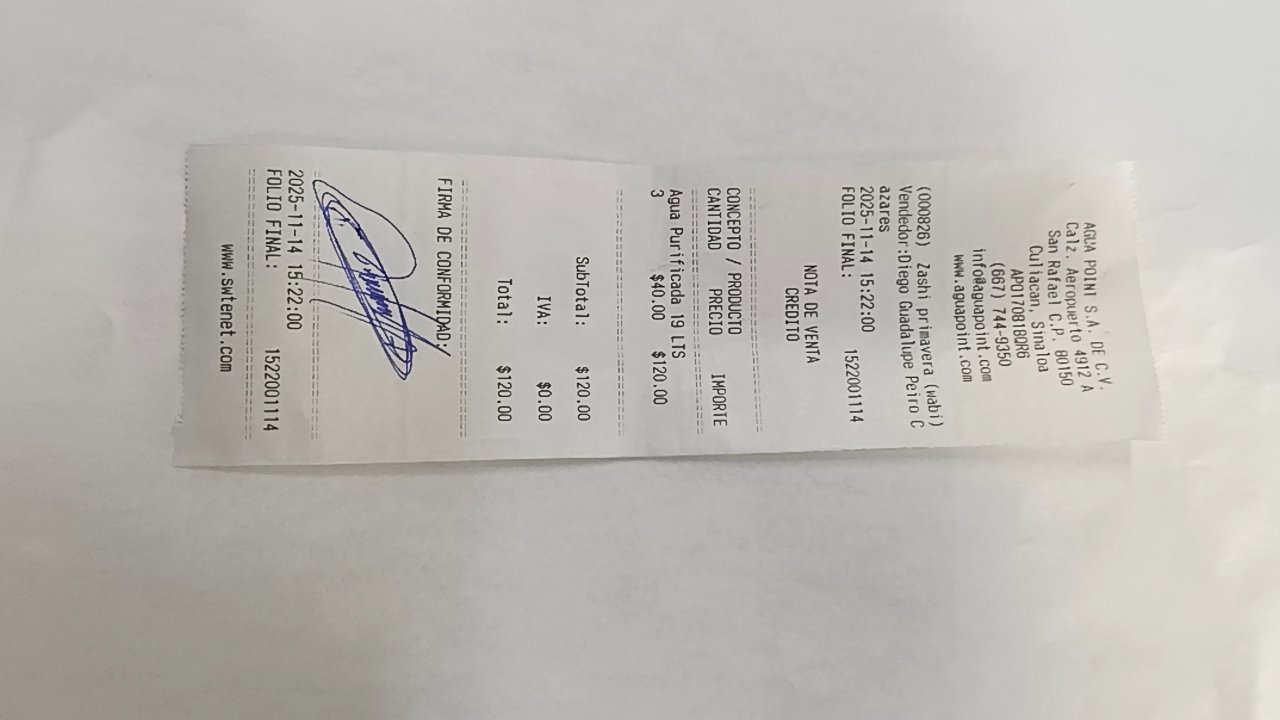 AGUA POINT S.A. DE C.V.
Calz. Aeropuerto 4912 A
San Rafael C.P. 80150
Culiacan, Sinaloa
APO170818QR6
(667) 744-9350
info@aguapoint.com
www.aguapoint.com
(000826) Zashi primavera (wabi)
Vendedor:Diego Guadalupe Peiro C
azares
2025-11-14 15:22:00
FOLIO FINAL: 1522001114
NOTA DE VENTA
CREDITO
CONCEPTO / PRODUCTO
CANTIDAD PRECIO IMPORTE
Agua Purificada 19 LTS
3 $40.00 $120.00
SubTotal: $120.00
IVA: $0.00
Total: $120.00
FIRMA DE CONFORMIDAD:
2025-11-14 15:22:00
FOLIO FINAL: 1522001114
www.swtenet.com